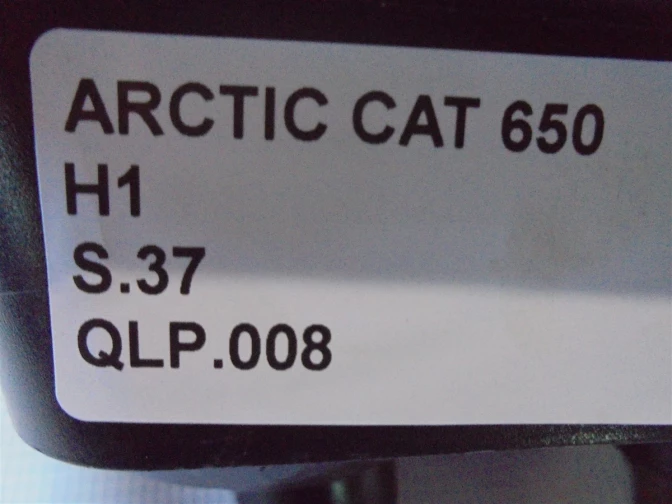 ARCTIC CAT 650
H1
S.37
QLP.008